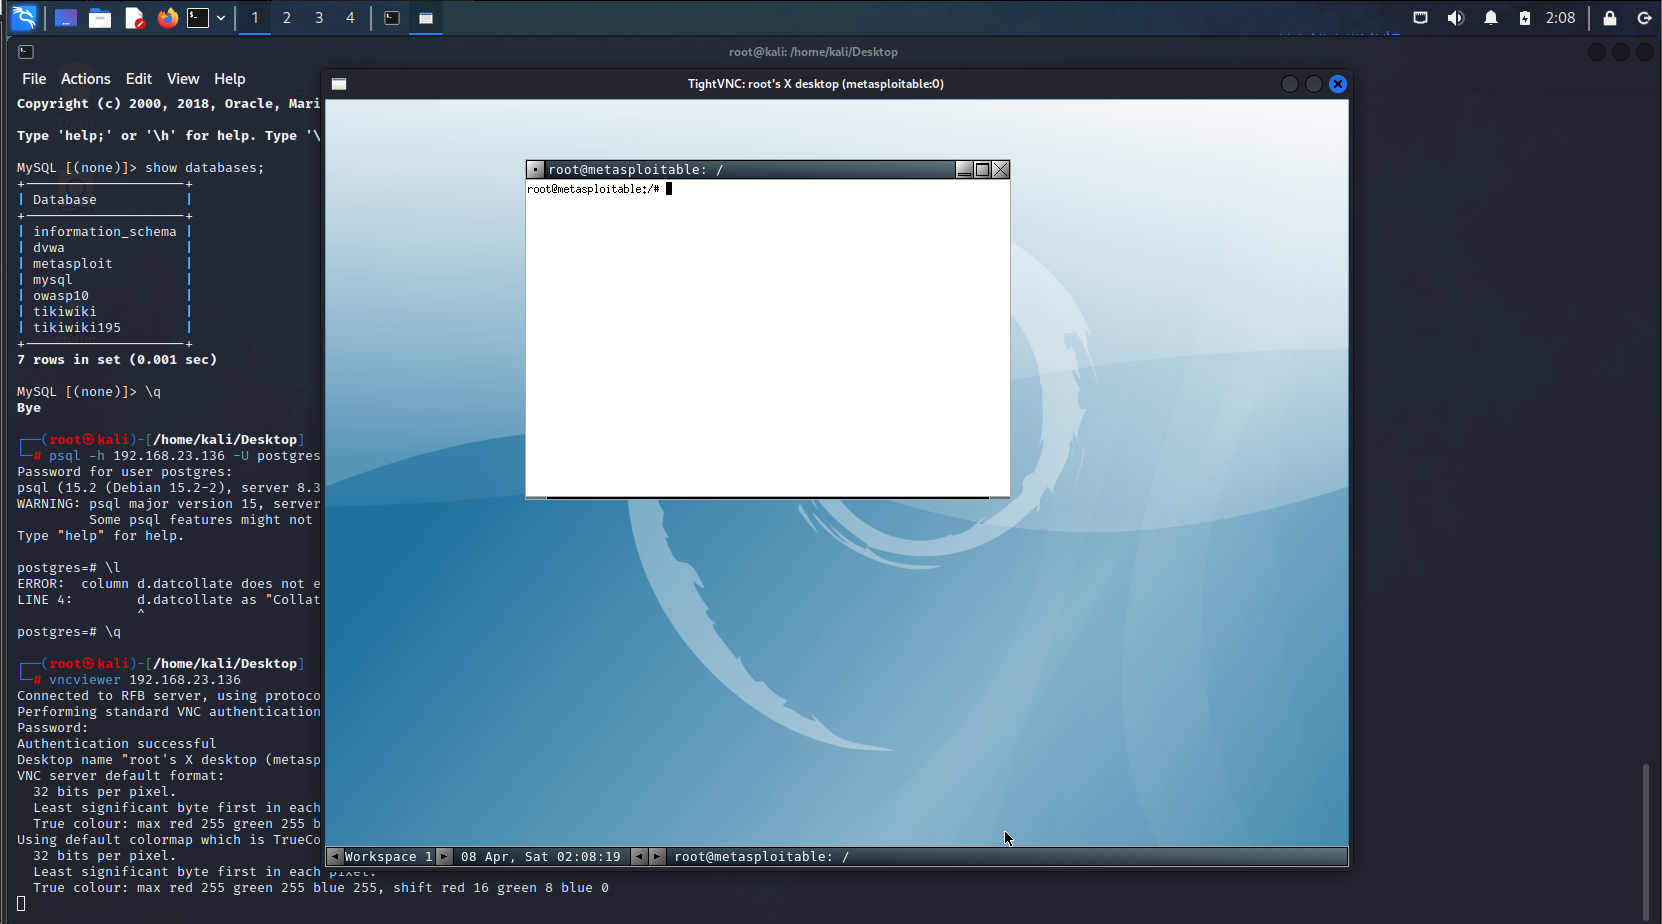 1 2 3 4
2:08
root@kali: /home/kali/Desktop
File Actions Edit View Help
Copyright (c) 2000, 2018, Oracle, Mari
Type 'help;' or '\h' for help. Type '\
MySQL [(none)]> show databases;
| Database |
| information_schema |
| dvwa |
| metasploit |
| mysql |
| owasp10 |
| tikiwiki |
| tikiwiki195 |
7 rows in set (0.001 sec)
MySQL [(none)]> \q
Bye
(root㉿kali)-[/home/kali/Desktop]
# psql -h 192.168.23.136 -U postgres
Password for user postgres:
psql (15.2 (Debian 15.2-2), server 8.3
WARNING: psql major version 15, server
Some psql features might not
Type "help" for help.
postgres=# \l
ERROR:  column d.datcollate does not e
LINE 4:        d.datcollate as "Collat
^
postgres=# \q
(root㉿kali)-[/home/kali/Desktop]
# vncviewer 192.168.23.136
Connected to RFB server, using protoco
Performing standard VNC authentication
Password:
Authentication successful
Desktop name "root's X desktop (metasp
VNC server default format:
32 bits per pixel.
Least significant byte first in each
True colour: max red 255 green 255 b
Using default colormap which is TrueCo
32 bits per pixel.
Least significant byte first in each pixel.
True colour: max red 255 green 255 blue 255, shift red 16 green 8 blue 0
TightVNC: root's X desktop (metasploitable:0)
root@metasploitable: /
root@metasploitable:/#
Workspace 1 08 Apr, Sat 02:08:19 root@metasploitable: /